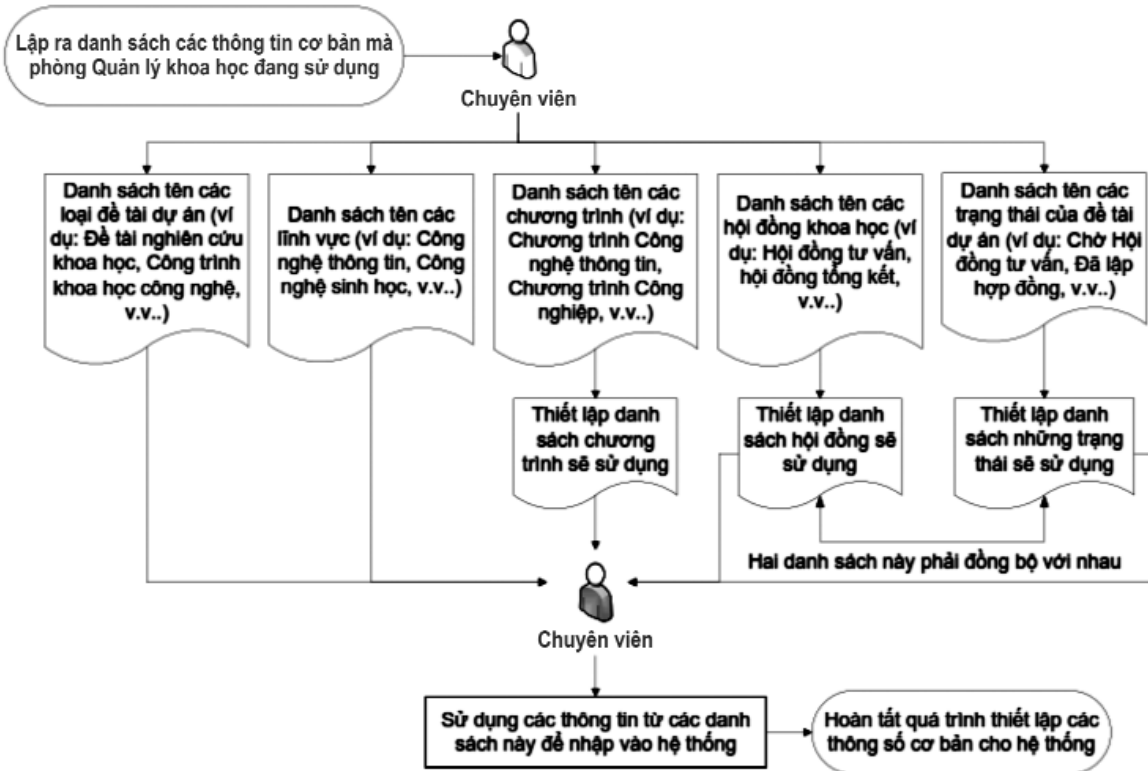 Lập ra danh sách các thông tin cơ bản mà
phòng Quản lý khoa học đang sử dụng
Chuyên viên
Danh sách tên các
loại đề tài dự án (ví
dụ: Đề tài nghiên cứu
khoa học, Công trình
khoa học công nghệ,
v.v..)
Danh sách tên các
lĩnh vực (ví dụ: Công
nghệ thông tin, Công
nghệ sinh học, v.v..)
Danh sách tên các
chương trình (ví dụ:
Chương trình Công
nghệ thông tin,
Chương trình Công
nghiệp, v.v..)
Danh sách tên các
hội đồng khoa học (ví
dụ: Hội đồng tư vấn,
hội đồng tổng kết,
v.v..)
Danh sách tên các
trạng thái của đề tài
dự án (ví dụ: Chờ Hội
đồng tư vấn, Đã lập
hợp đồng, v.v..)
Thiết lập danh
sách chương
trình sẽ sử dụng
Thiết lập danh
sách hội đồng sẽ
sử dụng
Thiết lập danh
sách những trạng
thái sẽ sử dụng
Hai danh sách này phải đồng bộ với nhau
Chuyên viên
Sử dụng các thông tin từ các danh
sách này để nhập vào hệ thống
Hoàn tất quá trình thiết lập các
thông số cơ bản cho hệ thống